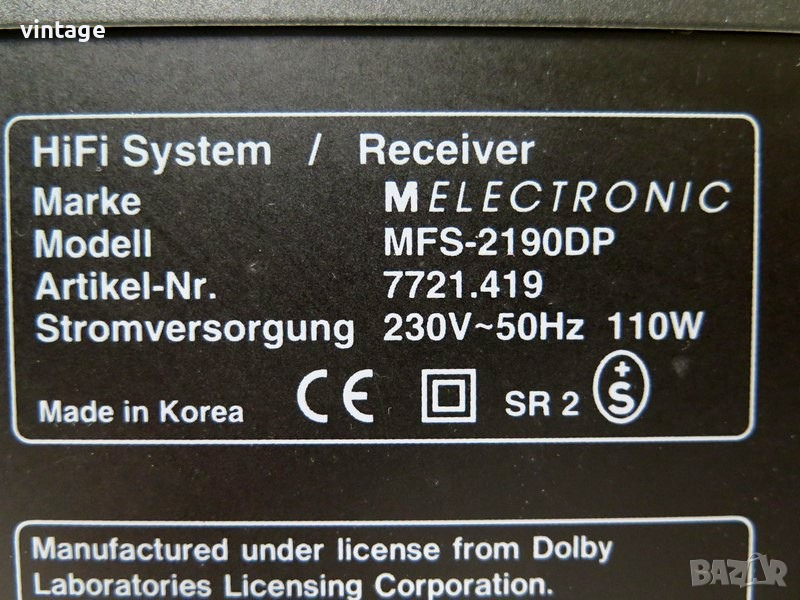 vintage
HiFi System / Receiver
Marke MELECTRONIC
Modell MFS-2190DP
Artikel-Nr. 7721.419
Stromversorgung 230V~50Hz 110W
Made in Korea CE SR 2 +S
Manufactured under license from Dolby
Laboratories Licensing Corporation.
BAZAR